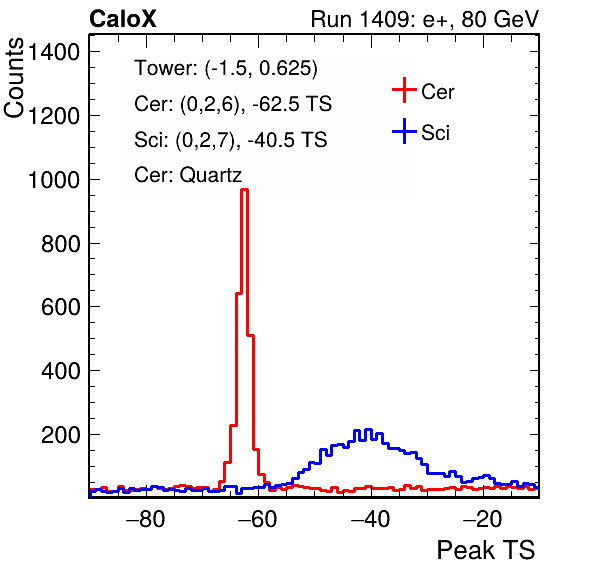 CaloX Run 1409: e+, 80 GeV
Counts
Tower: (-1.5, 0.625)
Cer: (0,2,6), -62.5 TS
Sci: (0,2,7), -40.5 TS
Cer: Quartz
Cer
Sci
1400
1200
1000
800
600
400
200
−80 −60 −40 −20
Peak TS